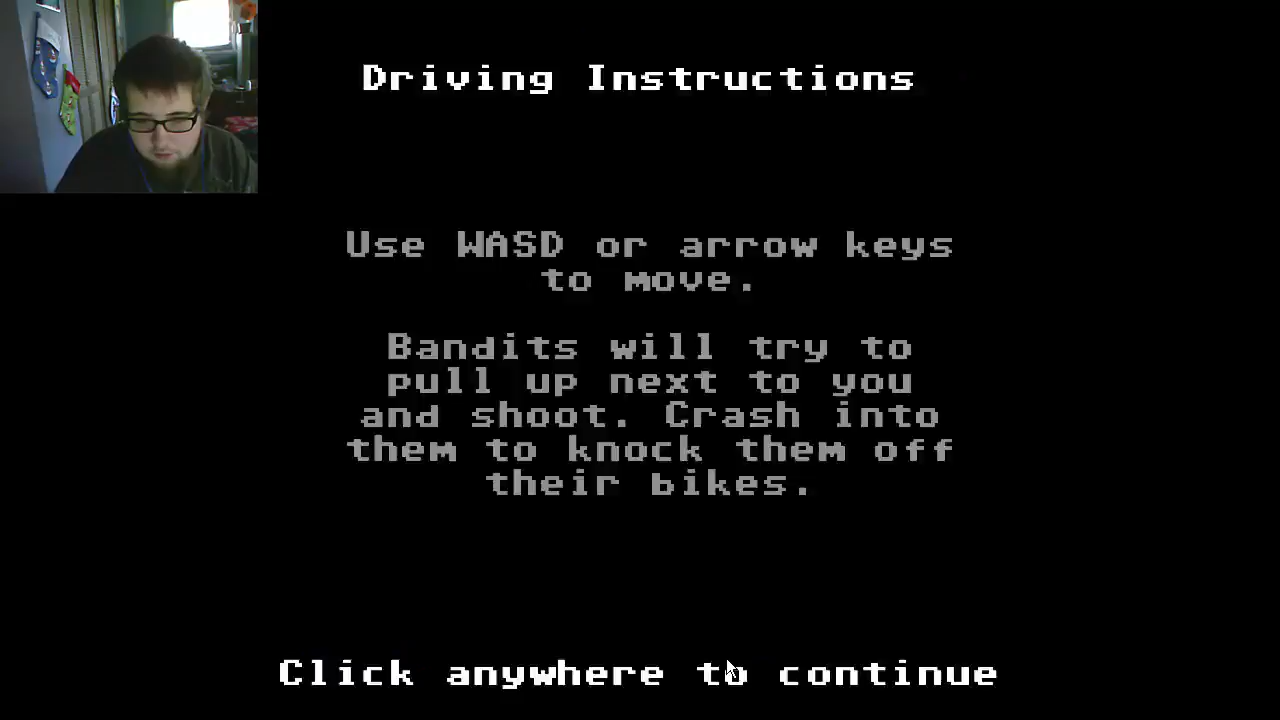 Driving Instructions
Use WASD or arrow keys
to move.
Bandits will try to
pull up next to you
and shoot. Crash into
them to knock them off
their bikes.
Click anywhere to continue